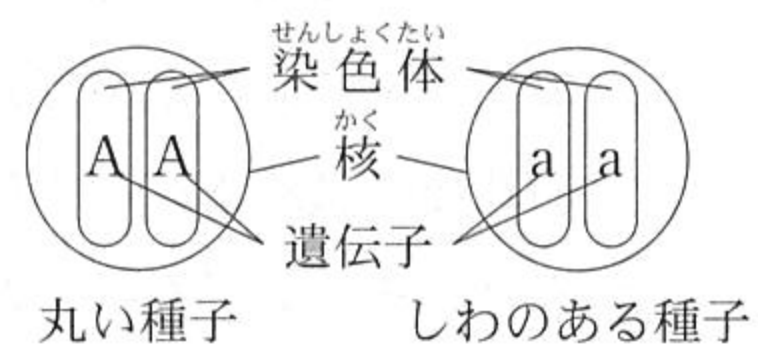 せんしょくたい
染色体
かく
A A 核 a a
遺伝子
丸い種子 しわのある種子